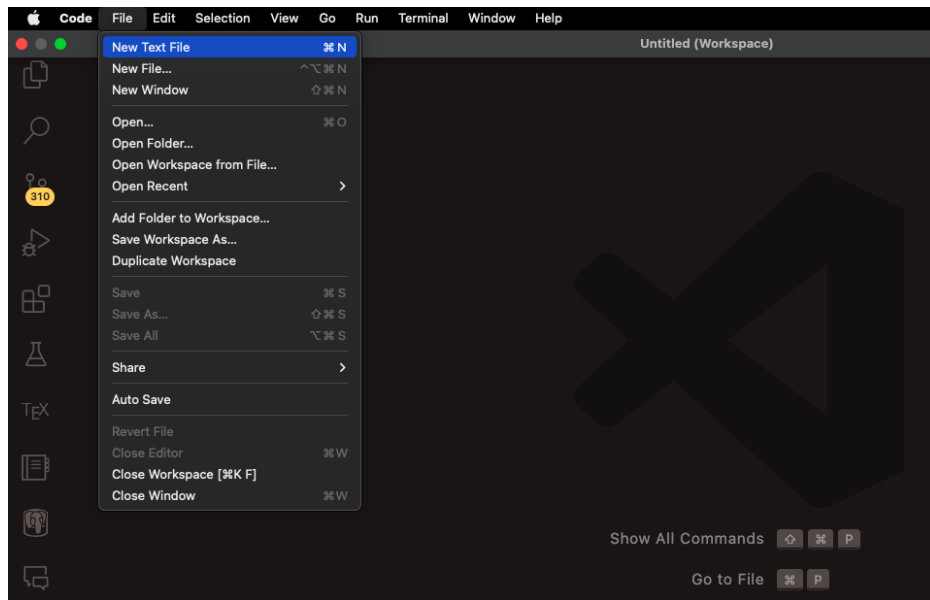 Code File Edit Selection View Go Run Terminal Window Help
Untitled (Workspace)
New Text File ⌘ N
New File... ⌃⌥⌘ N
New Window ⇧⌘ N
Open... ⌘ O
Open Folder...
Open Workspace from File...
Open Recent >
Add Folder to Workspace...
Save Workspace As...
Duplicate Workspace
Save ⌘ S
Save As... ⇧⌘ S
Save All ⌥⌘ S
Share >
Auto Save
Revert File
Close Editor ⌘W
Close Workspace [⌘K F]
Close Window ⌘W
310
TEX
Show All Commands ⇧ ⌘ P
Go to File ⌘ P